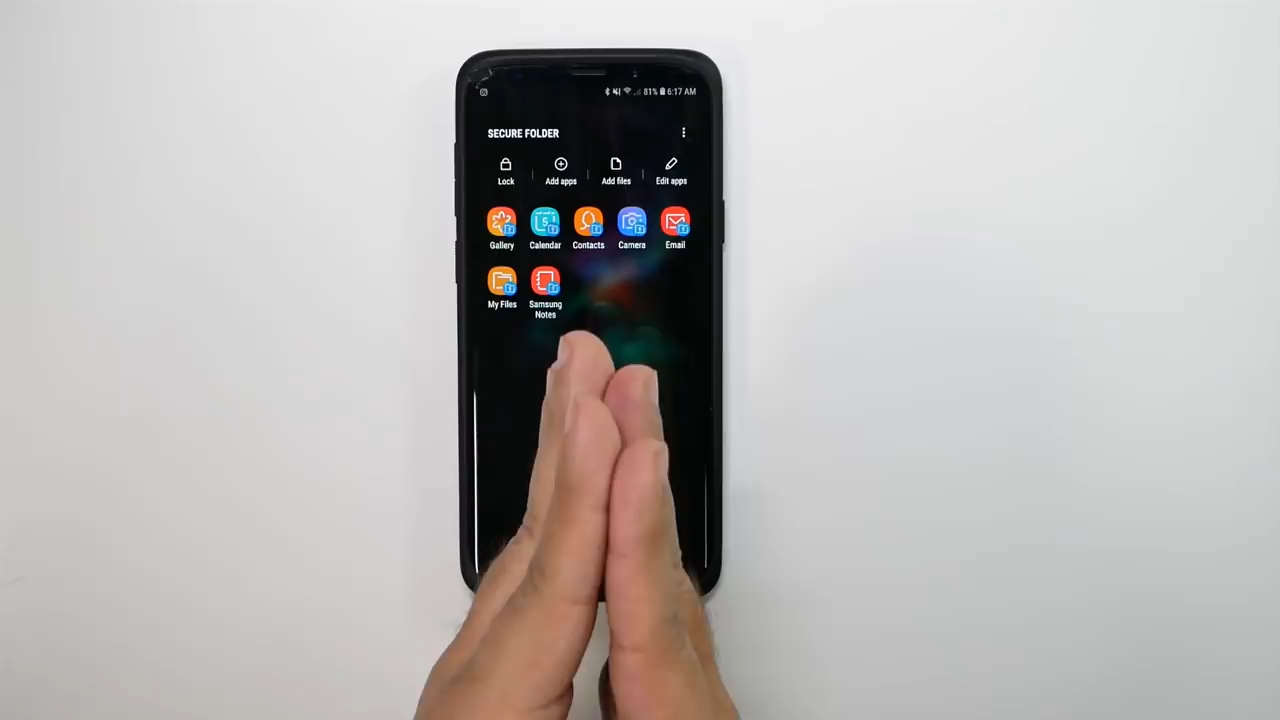 81% 6:17 AM
SECURE FOLDER
Lock Add apps Add files Edit apps
5
Gallery Calendar Contacts Camera Email
My Files Samsung
Notes